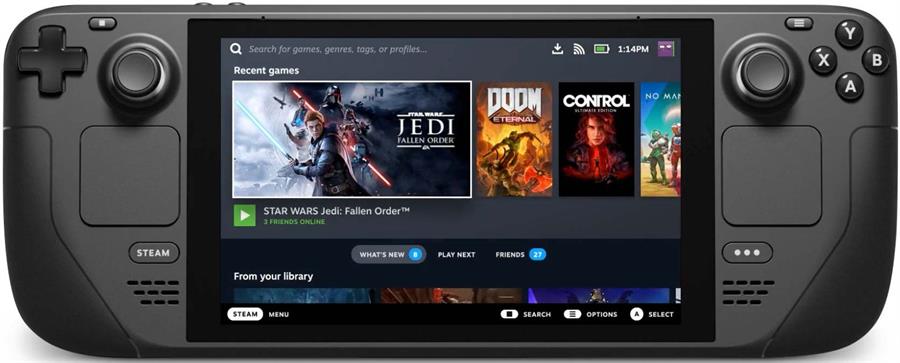 Search for games, genres, tags, or profiles...
1:14PM
Recent games
STAR WARS
JEDI
FALLEN ORDER
EA
DOOM
ETERNAL
CONTROL
ULTIMATE EDITION
NO MAN
STAR WARS Jedi: Fallen Order™
3 FRIENDS ONLINE
WHAT'S NEW 8 PLAY NEXT FRIENDS 27
From your library
STEAM MENU SEARCH OPTIONS A SELECT
STEAM
Y
X
B
A